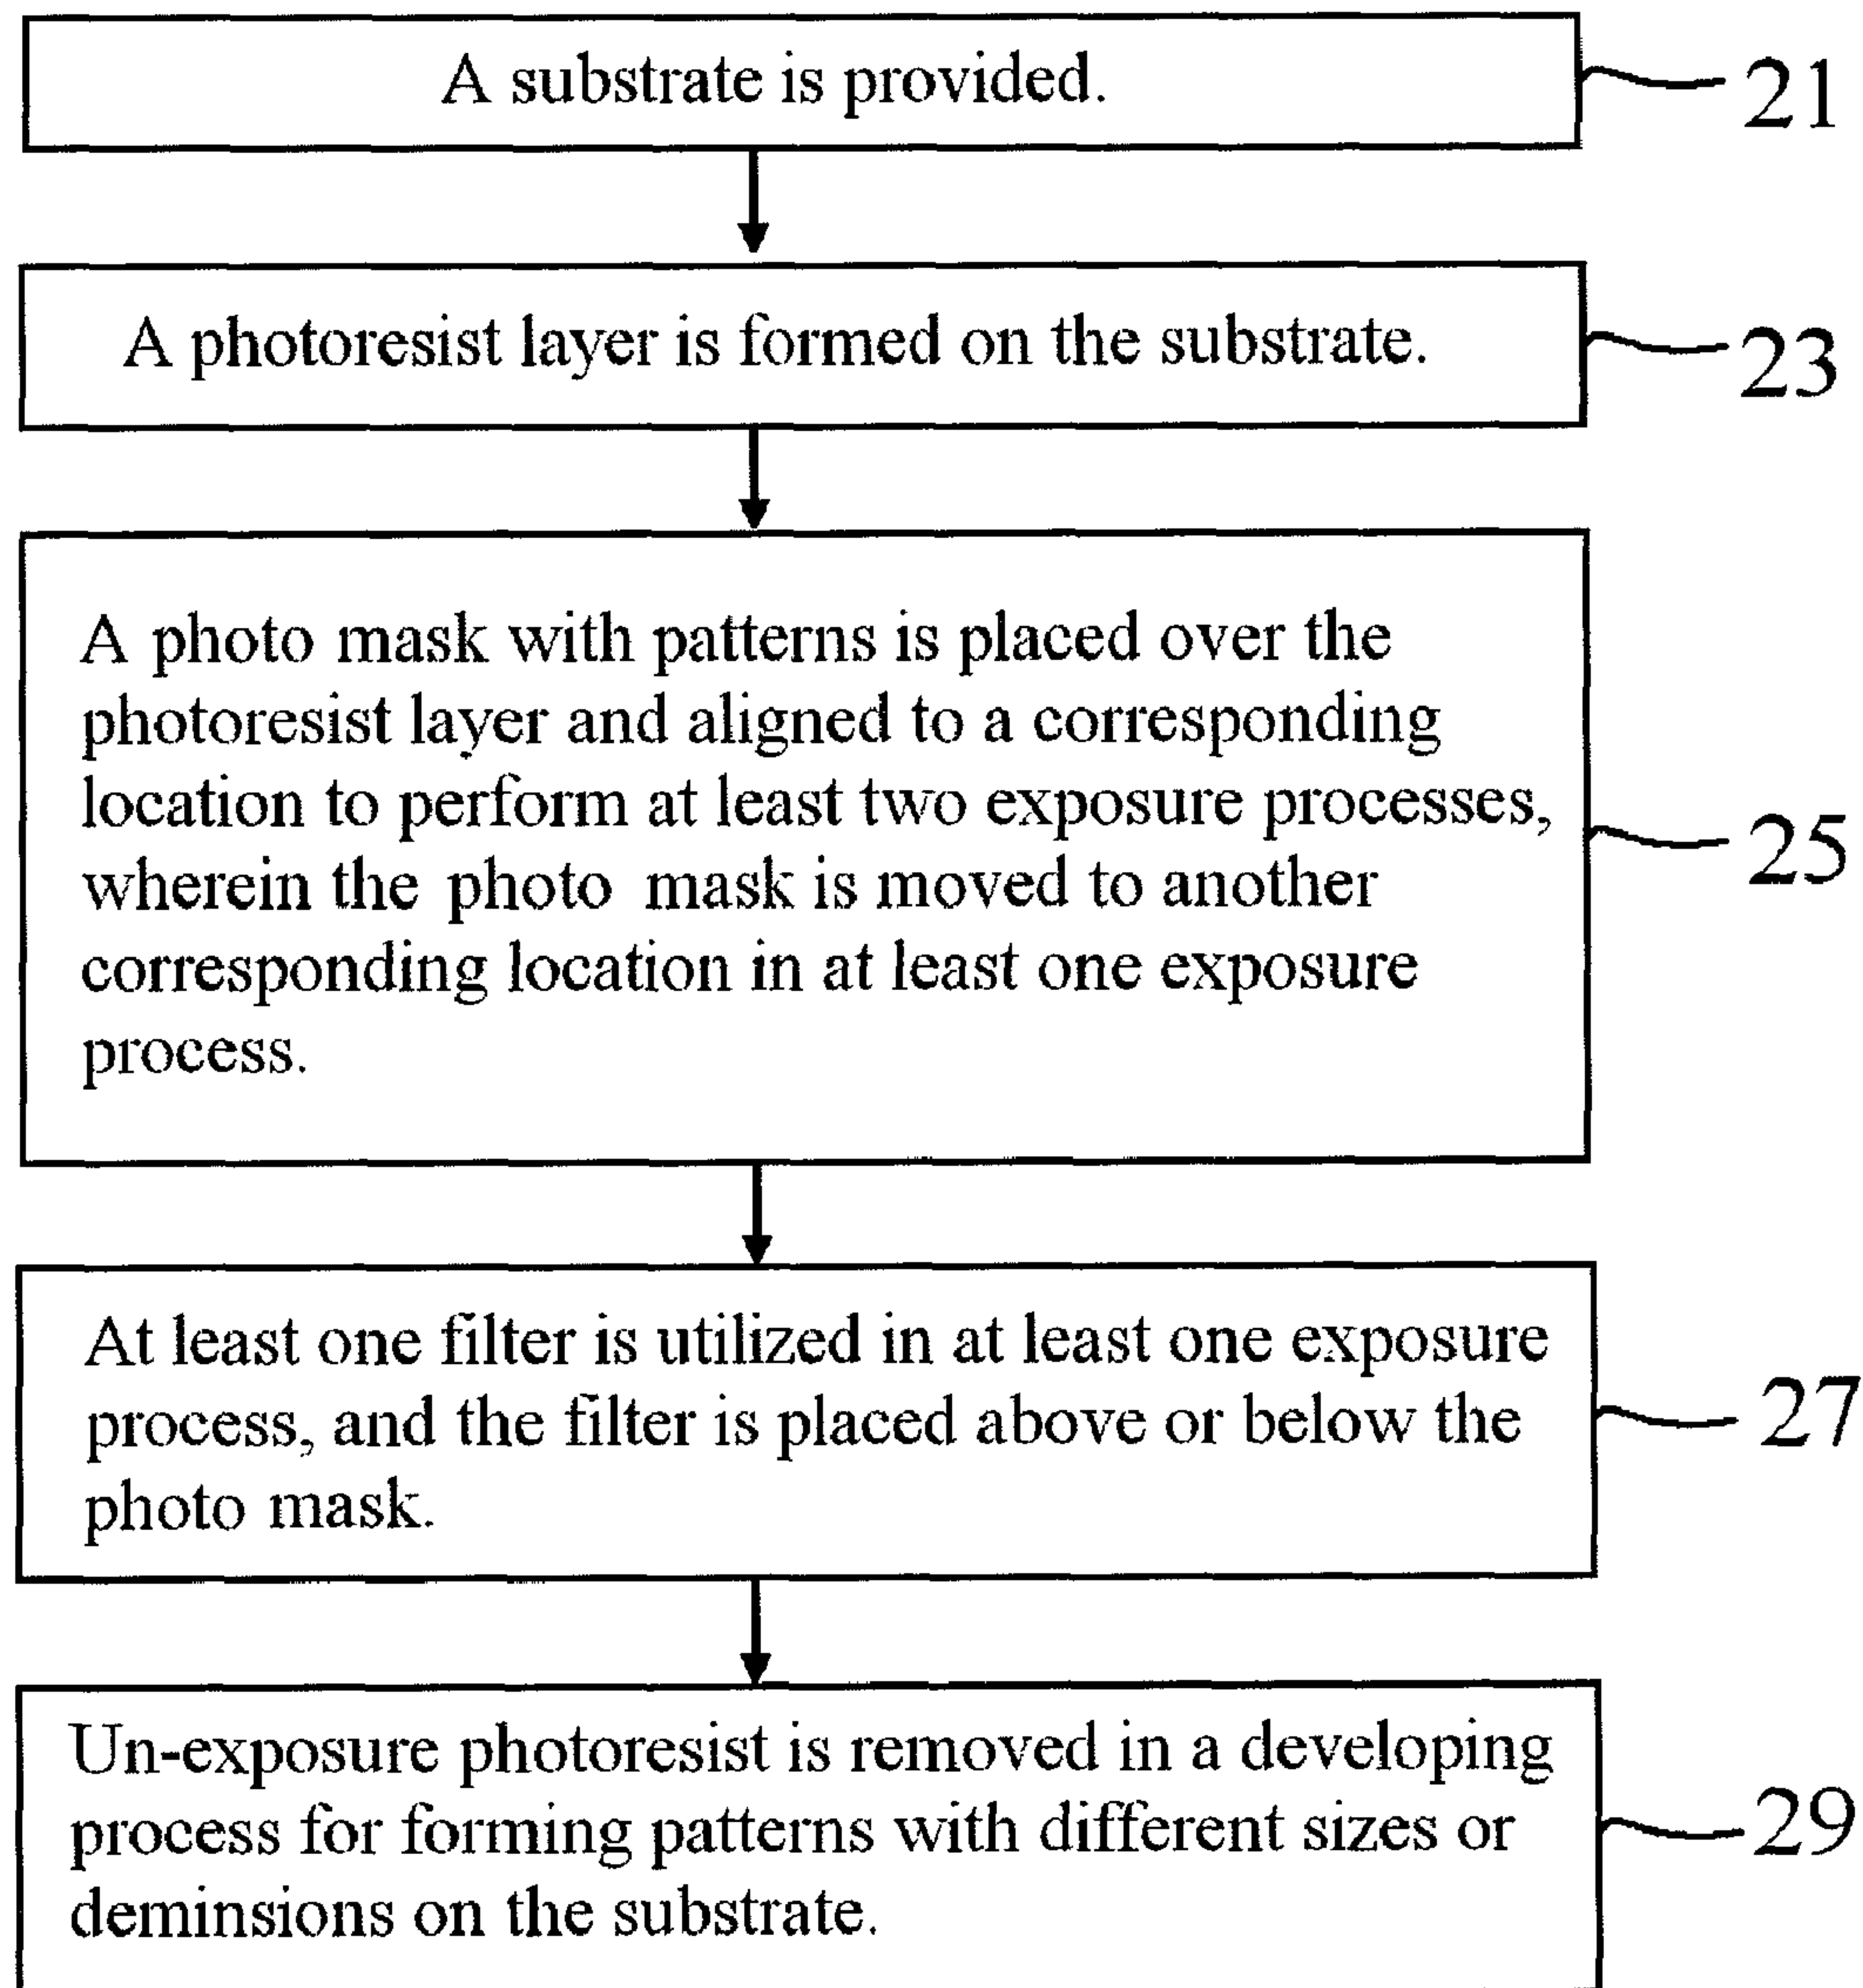 A substrate is provided.
21
A photoresist layer is formed on the substrate.
23
A photo mask with patterns is placed over the
photoresist layer and aligned to a corresponding
location to perform at least two exposure processes,
wherein the photo mask is moved to another
corresponding location in at least one exposure
process.
25
At least one filter is utilized in at least one exposure
process, and the filter is placed above or below the
photo mask.
27
Un-exposure photoresist is removed in a developing
process for forming patterns with different sizes or
deminsions on the substrate.
29